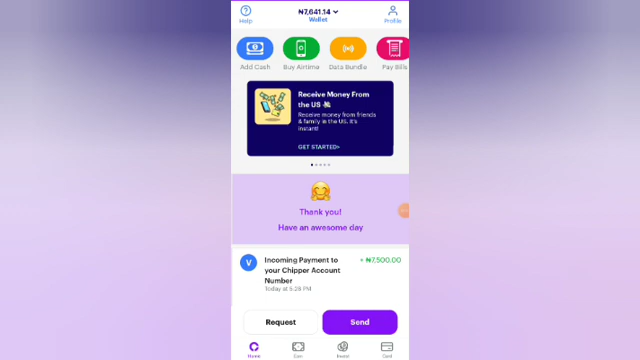 ₦7,641.14
Help
Wallet
Profile
Add Cash
Buy Airtime
Data Bundle
Pay Bills
Receive Money From
the US
Receive money from friends
& family in the US. It's
instant!
GET STARTED>
Thank you!
Have an awesome day
V
Incoming Payment to
your Chipper Account
Number
+ ₦7,500.00
Today at 5:28 PM
Request
Send
Home
Earn
Invest
Card